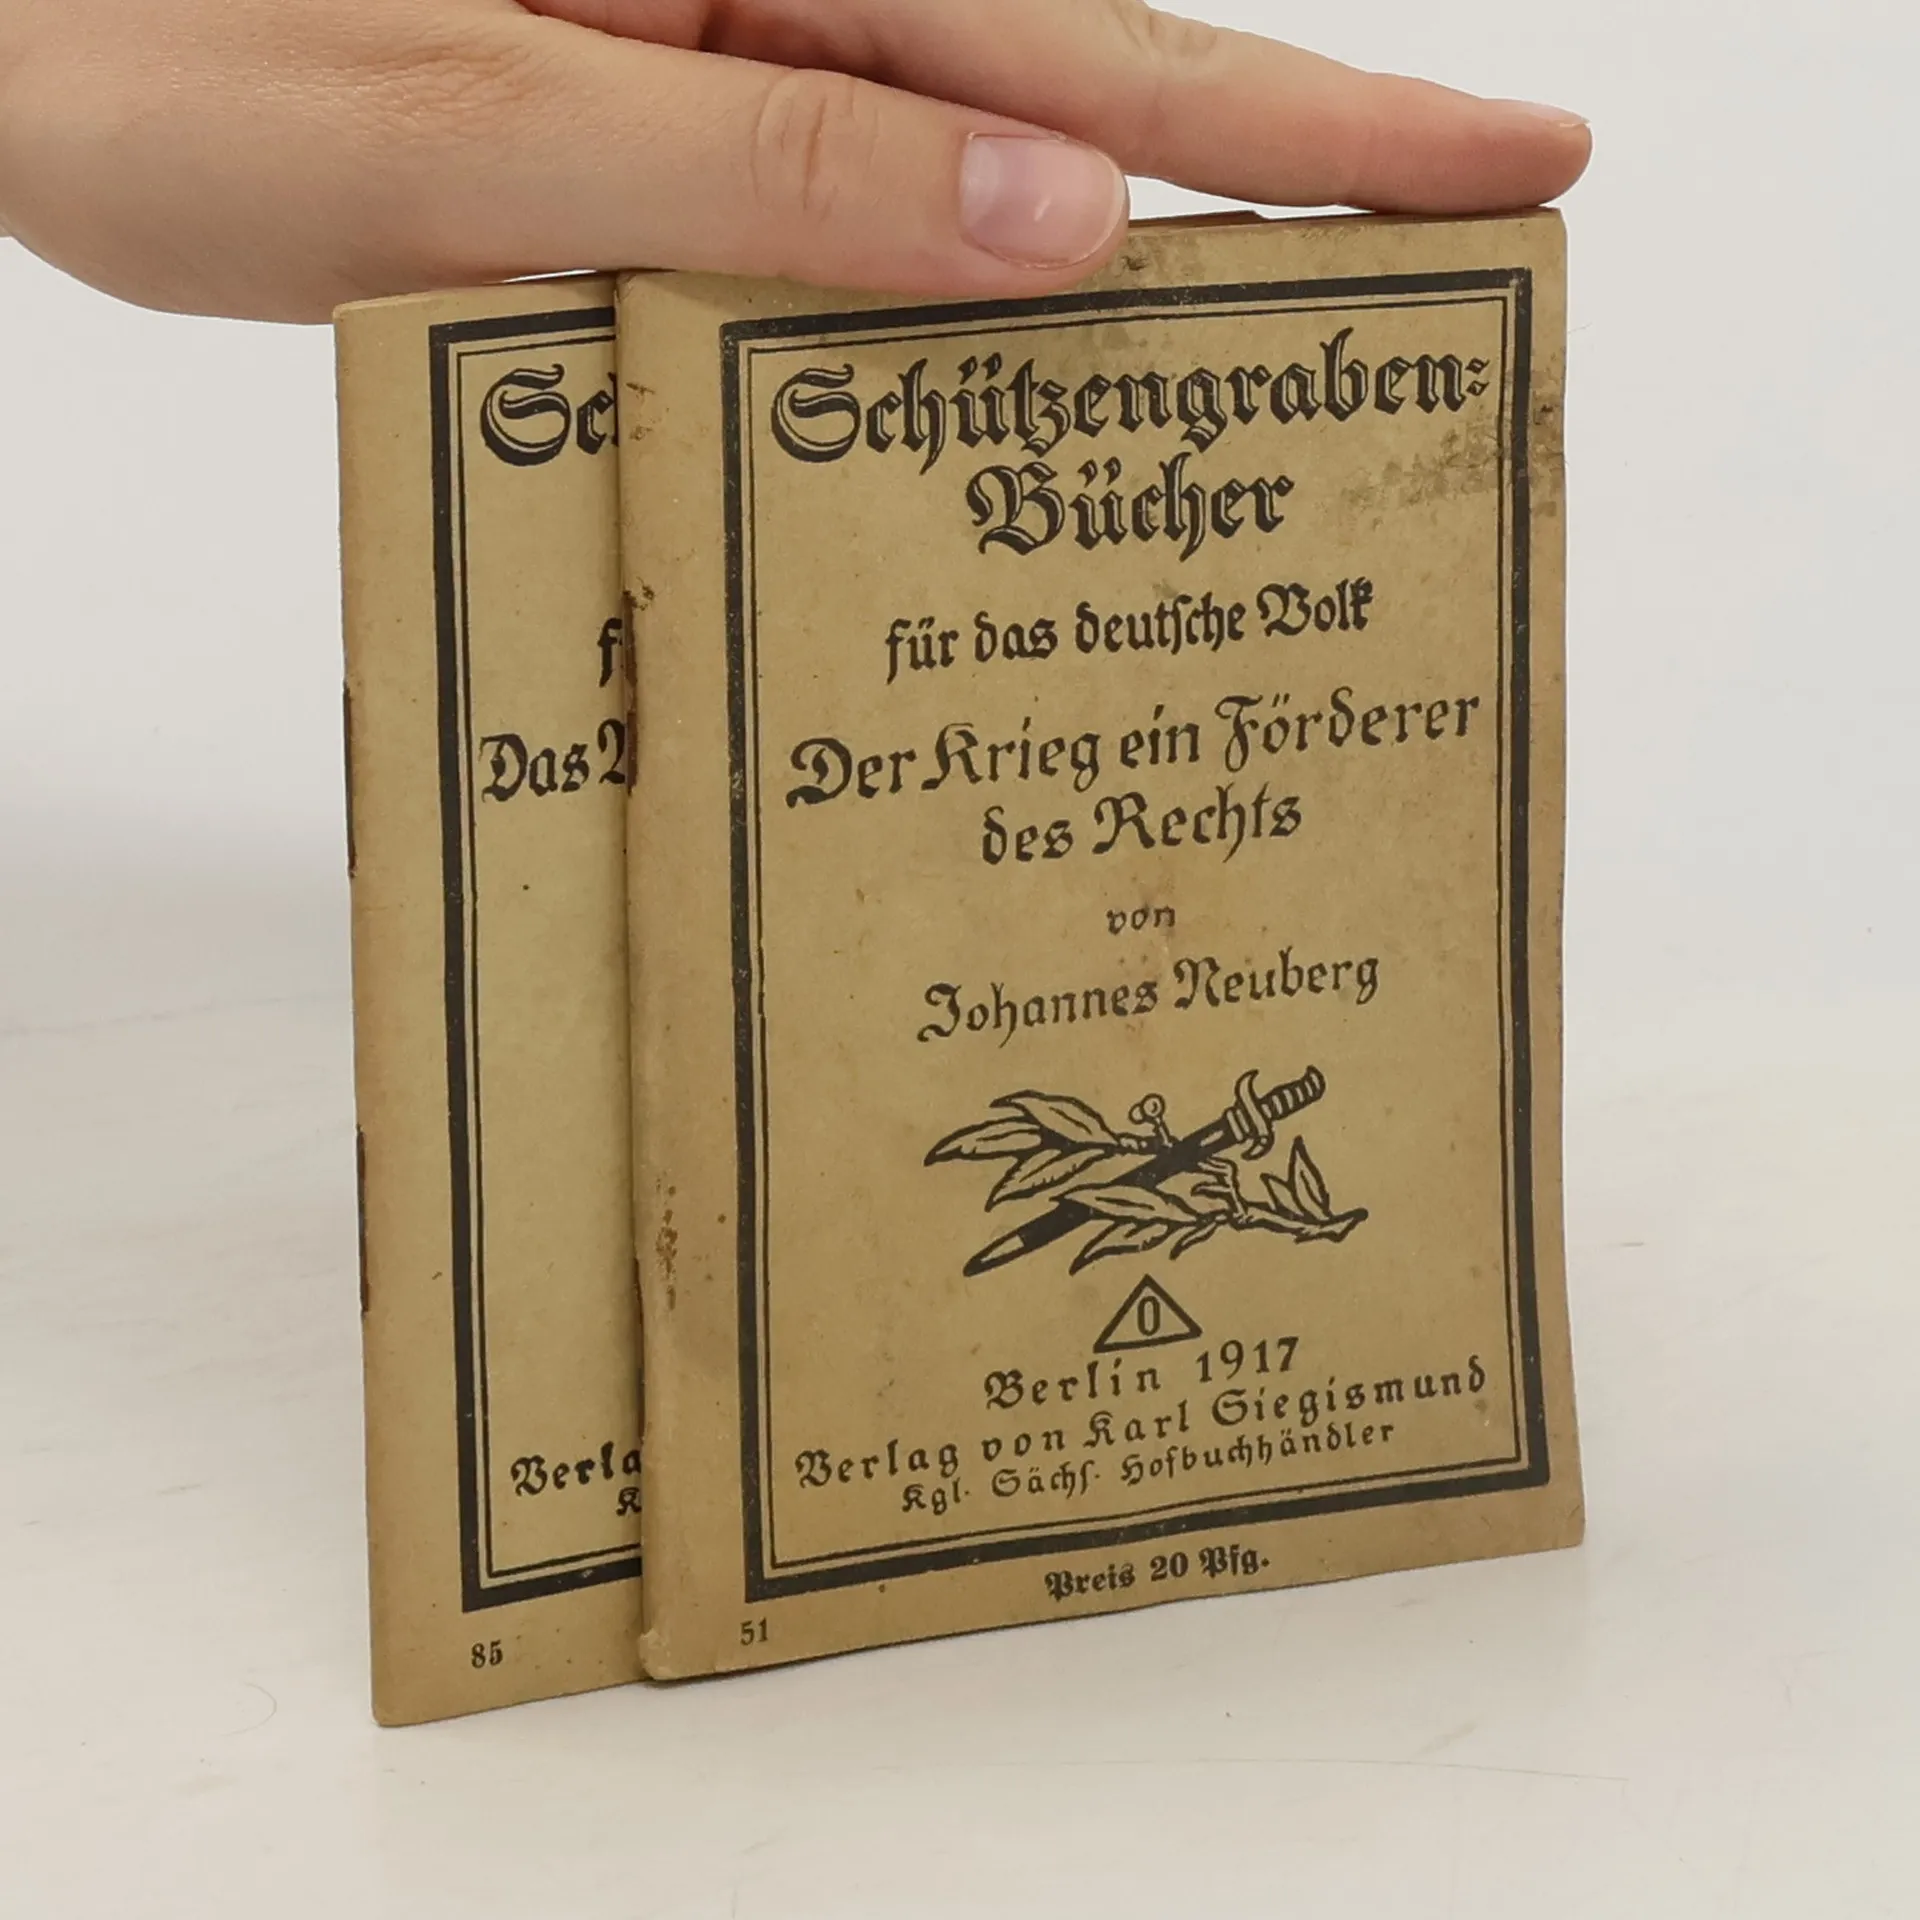 Schützengraben-
Bücher
für das deutsche Volk
Der Krieg ein Förderer
des Rechts
von
Johannes Neuberg
0
Berlin 1917
Verlag von Karl Siegismund
Kgl. Sächs. Hofbuchhändler
Preis 20 Pfg.
51
Das
85